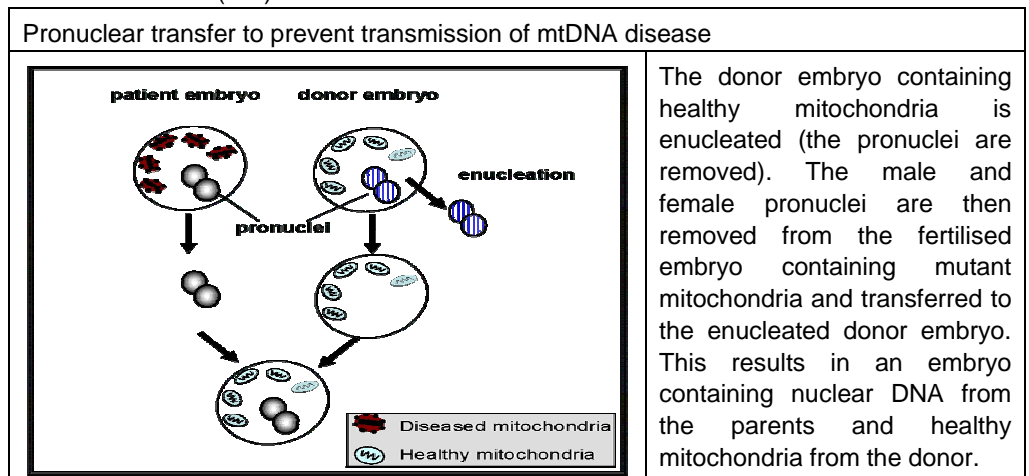 Pronuclear transfer to prevent transmission of mtDNA disease
patient embryo donor embryo
enucleation
pronuclei
Diseased mitochondria
Healthy mitochondria
The donor embryo containing
healthy mitochondria is
enucleated (the pronuclei are
removed). The male and
female pronuclei are then
removed from the fertilised
embryo containing mutant
mitochondria and transferred to
the enucleated donor embryo.
This results in an embryo
containing nuclear DNA from
the parents and healthy
mitochondria from the donor.